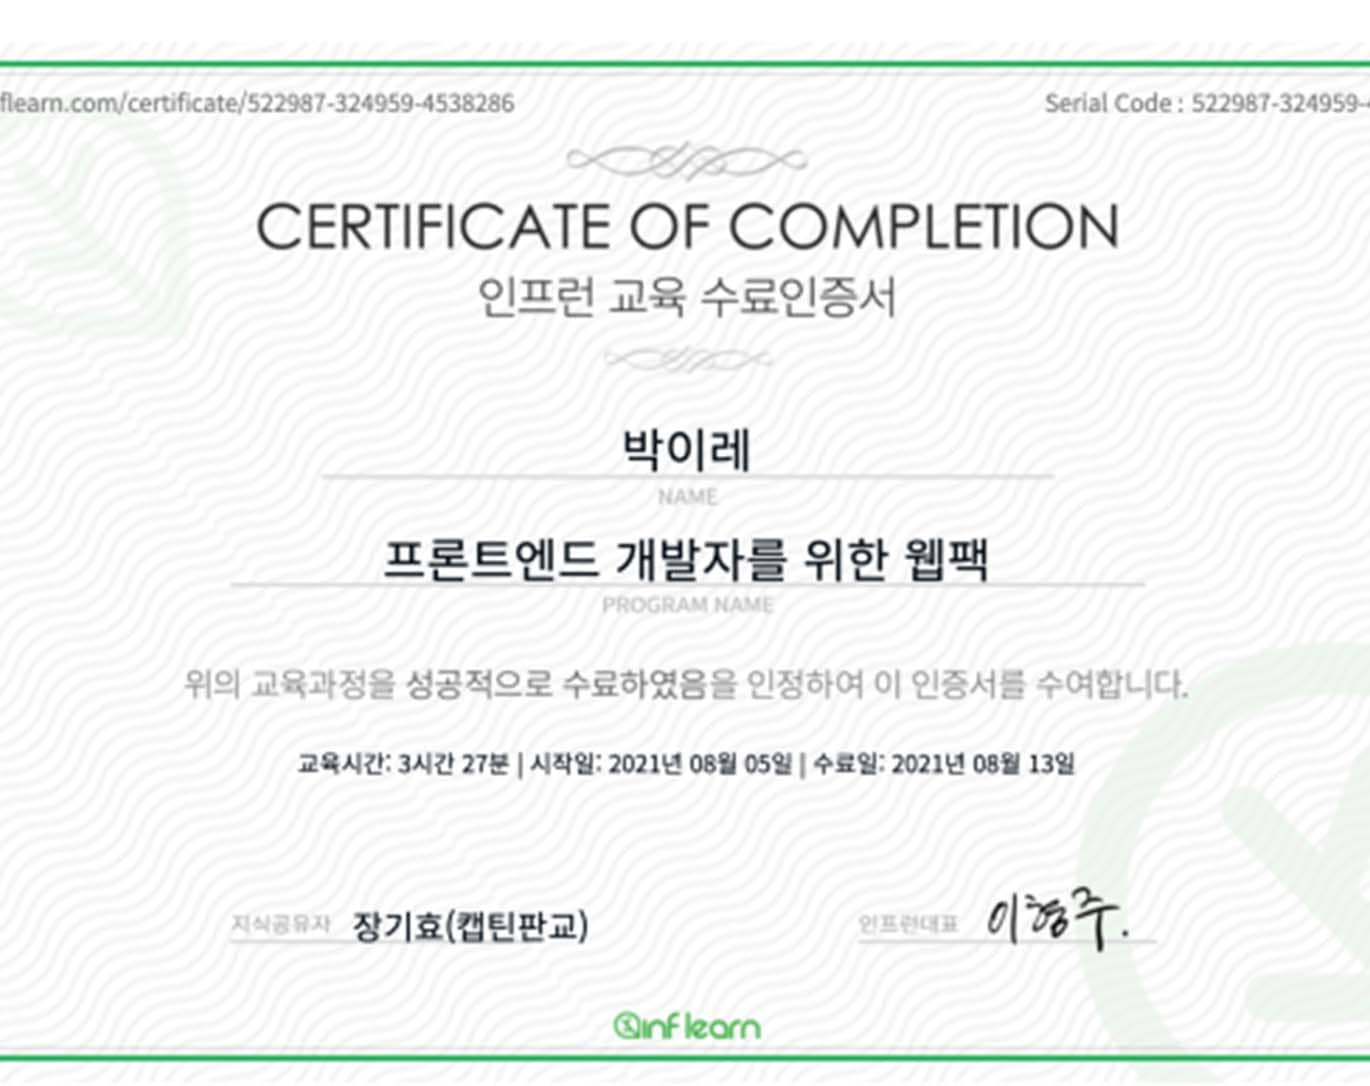 flearn.com/certificate/522987-324959-4538286
Serial Code : 522987-324959-4
CERTIFICATE OF COMPLETION
인프런 교육 수료인증서
박이레
NAME
프론트엔드 개발자를 위한 웹팩
PROGRAM NAME
위의 교육과정을 성공적으로 수료하였음을 인정하여 이 인증서를 수여합니다.
교육시간: 3시간 27분 | 시작일: 2021년 08월 05일 | 수료일: 2021년 08월 13일
지식공유자 장기효(캡틴판교)
인프런대표 이형주.
inflearn